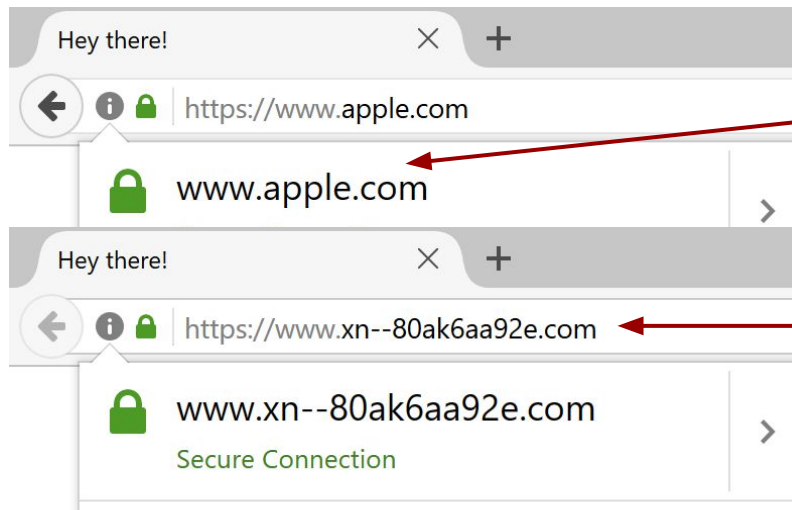 Hey there!
https://www.apple.com
www.apple.com
Hey there!
https://www.xn--80ak6aa92e.com
www.xn--80ak6aa92e.com
Secure Connection